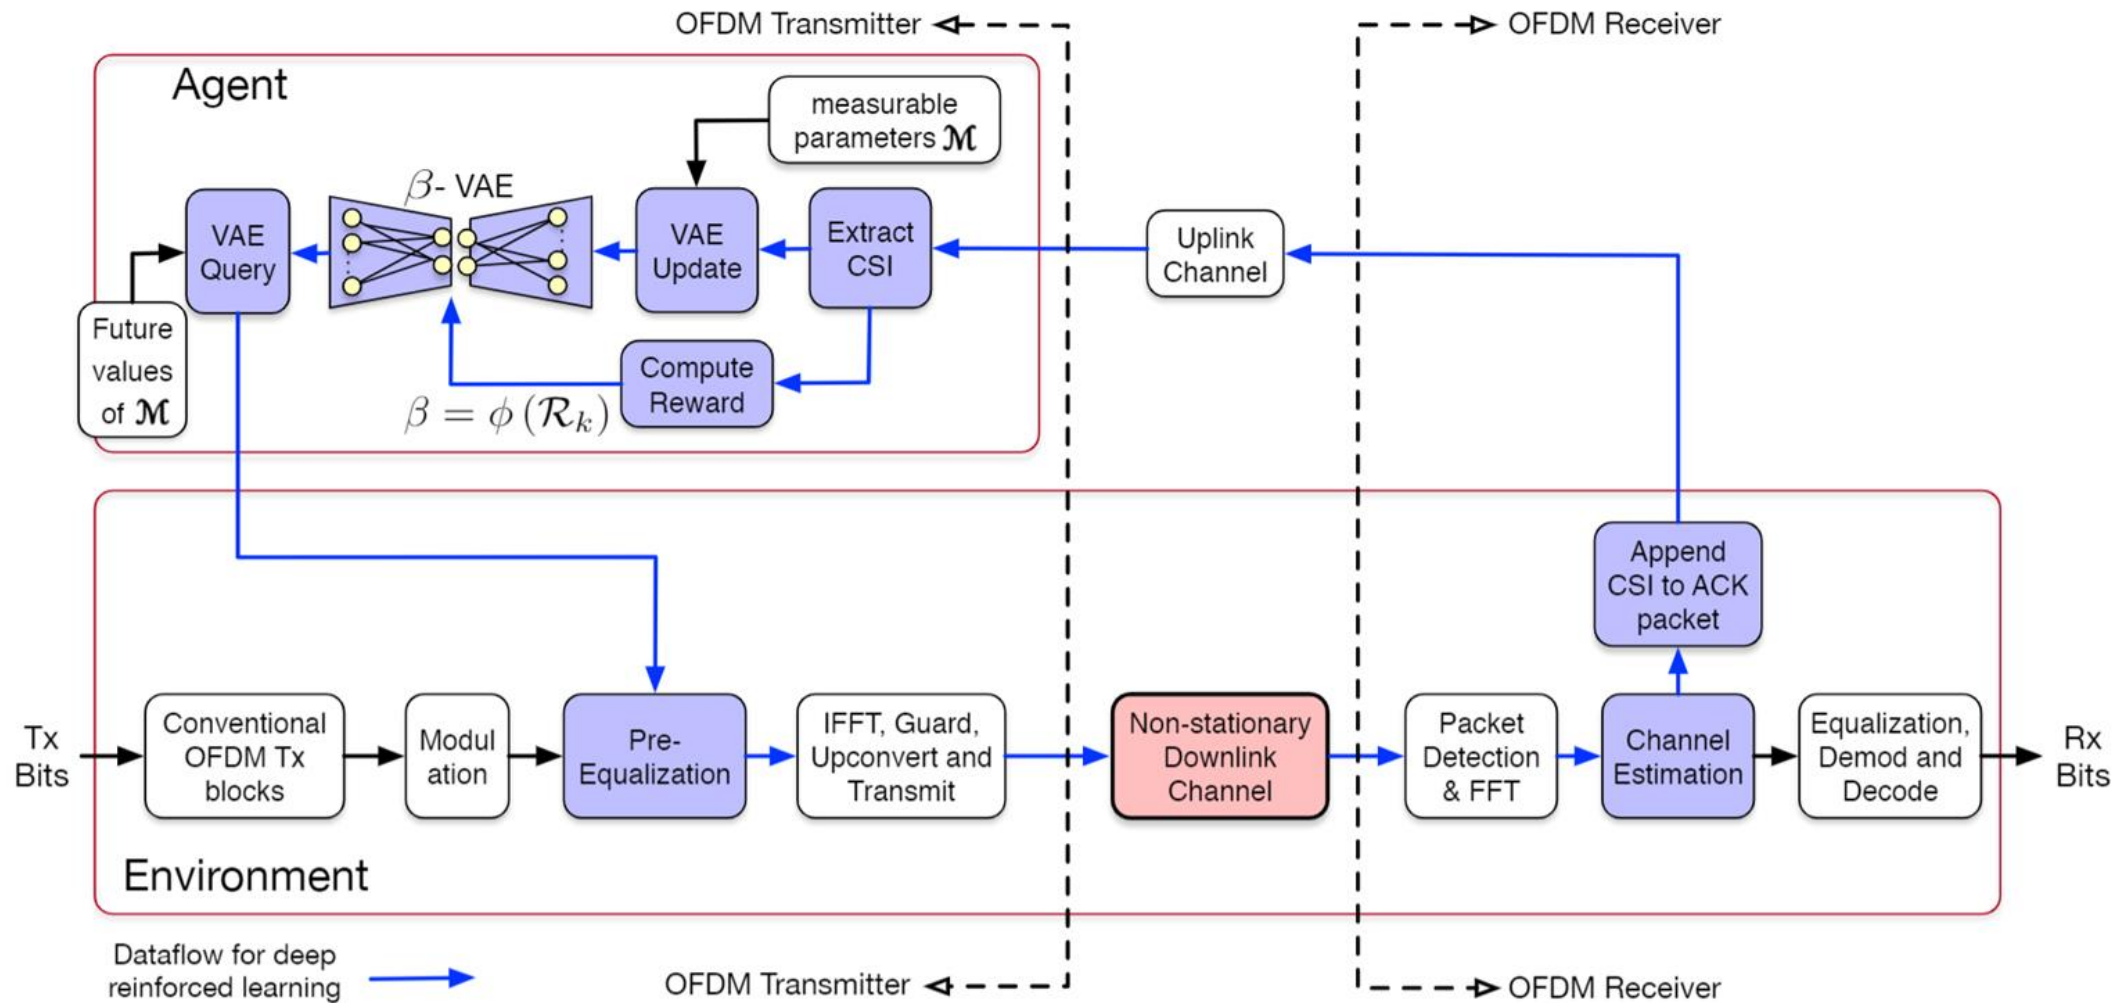 OFDM Transmitter
OFDM Receiver
Agent
measurable
parameters ℳ
β- VAE
VAE
Query
VAE
Update
Extract
CSI
Uplink
Channel
Future
values
of ℳ
Compute
Reward
β = ϕ (ℛₖ)
Append
CSI to ACK
packet
Tx
Bits
Conventional
OFDM Tx
blocks
Modul
ation
Pre-
Equalization
IFFT, Guard,
Upconvert and
Transmit
Non-stationary
Downlink
Channel
Packet
Detection
& FFT
Channel
Estimation
Equalization,
Demod and
Decode
Rx
Bits
Environment
Dataflow for deep
reinforced learning
OFDM Transmitter
OFDM Receiver